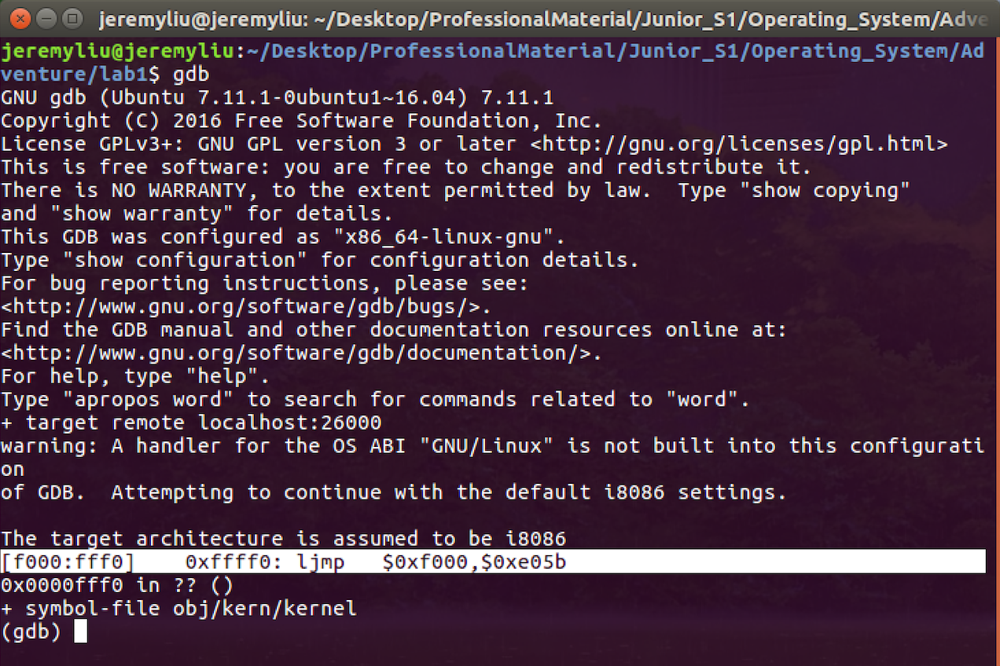 jeremyliu@jeremyliu: ~/Desktop/ProfessionalMaterial/Junior_S1/Operating_System/Adve
jeremyliu@jeremyliu:~/Desktop/ProfessionalMaterial/Junior_S1/Operating_System/Ad
venture/lab1$ gdb
GNU gdb (Ubuntu 7.11.1-0ubuntu1~16.04) 7.11.1
Copyright (C) 2016 Free Software Foundation, Inc.
License GPLv3+: GNU GPL version 3 or later <http://gnu.org/licenses/gpl.html>
This is free software: you are free to change and redistribute it.
There is NO WARRANTY, to the extent permitted by law.  Type "show copying"
and "show warranty" for details.
This GDB was configured as "x86_64-linux-gnu".
Type "show configuration" for configuration details.
For bug reporting instructions, please see:
<http://www.gnu.org/software/gdb/bugs/>.
Find the GDB manual and other documentation resources online at:
<http://www.gnu.org/software/gdb/documentation/>.
For help, type "help".
Type "apropos word" to search for commands related to "word".
+ target remote localhost:26000
warning: A handler for the OS ABI "GNU/Linux" is not built into this configurati
on
of GDB.  Attempting to continue with the default i8086 settings.
The target architecture is assumed to be i8086
[f000:fff0]    0xffff0: ljmp   $0xf000,$0xe05b
0x0000fff0 in ?? ()
+ symbol-file obj/kern/kernel
(gdb)